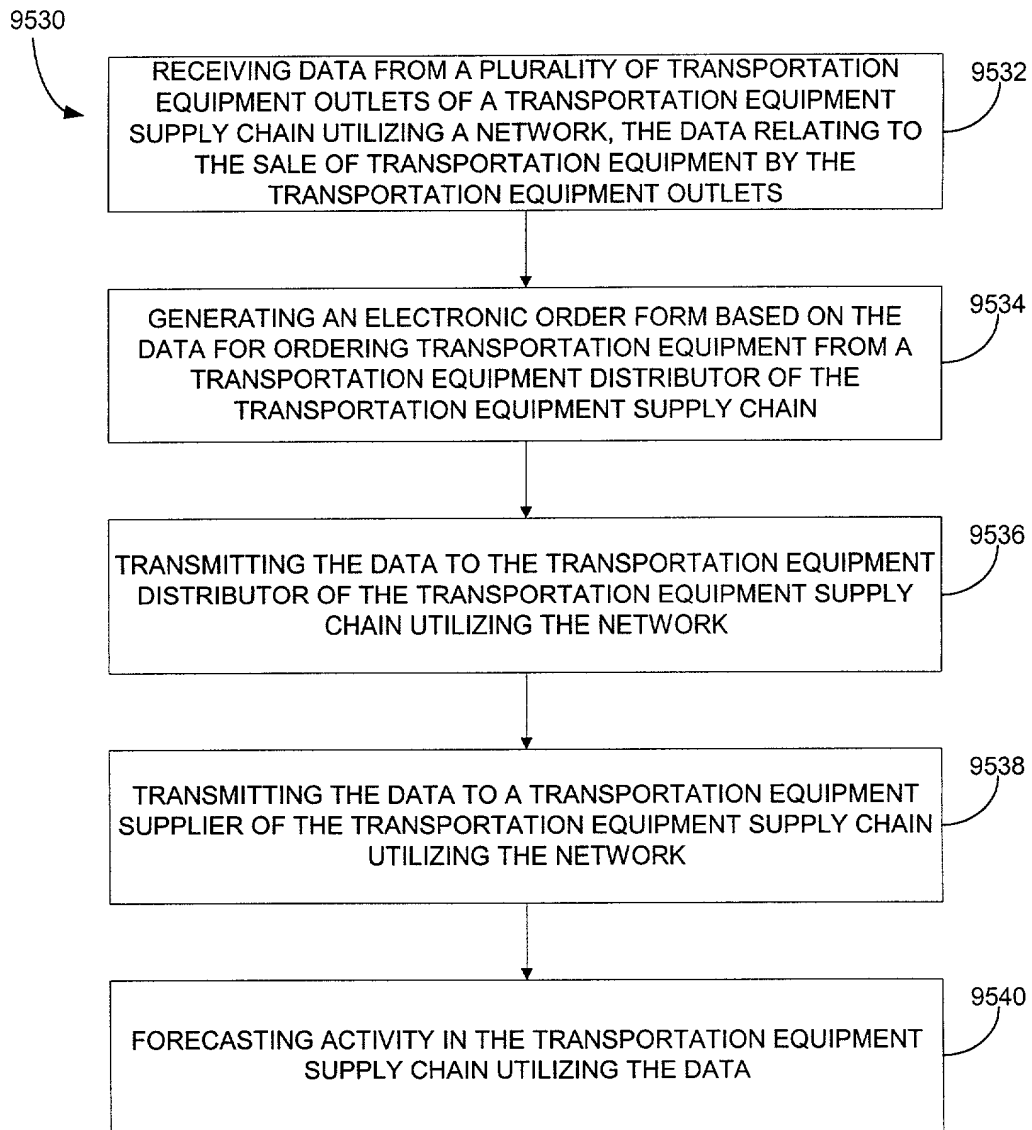 9530
RECEIVING DATA FROM A PLURALITY OF TRANSPORTATION
EQUIPMENT OUTLETS OF A TRANSPORTATION EQUIPMENT
SUPPLY CHAIN UTILIZING A NETWORK, THE DATA RELATING TO
THE SALE OF TRANSPORTATION EQUIPMENT BY THE
TRANSPORTATION EQUIPMENT OUTLETS
9532
GENERATING AN ELECTRONIC ORDER FORM BASED ON THE
DATA FOR ORDERING TRANSPORTATION EQUIPMENT FROM A
TRANSPORTATION EQUIPMENT DISTRIBUTOR OF THE
TRANSPORTATION EQUIPMENT SUPPLY CHAIN
9534
TRANSMITTING THE DATA TO THE TRANSPORTATION EQUIPMENT
DISTRIBUTOR OF THE TRANSPORTATION EQUIPMENT SUPPLY
CHAIN UTILIZING THE NETWORK
9536
TRANSMITTING THE DATA TO A TRANSPORTATION EQUIPMENT
SUPPLIER OF THE TRANSPORTATION EQUIPMENT SUPPLY CHAIN
UTILIZING THE NETWORK
9538
FORECASTING ACTIVITY IN THE TRANSPORTATION EQUIPMENT
SUPPLY CHAIN UTILIZING THE DATA
9540